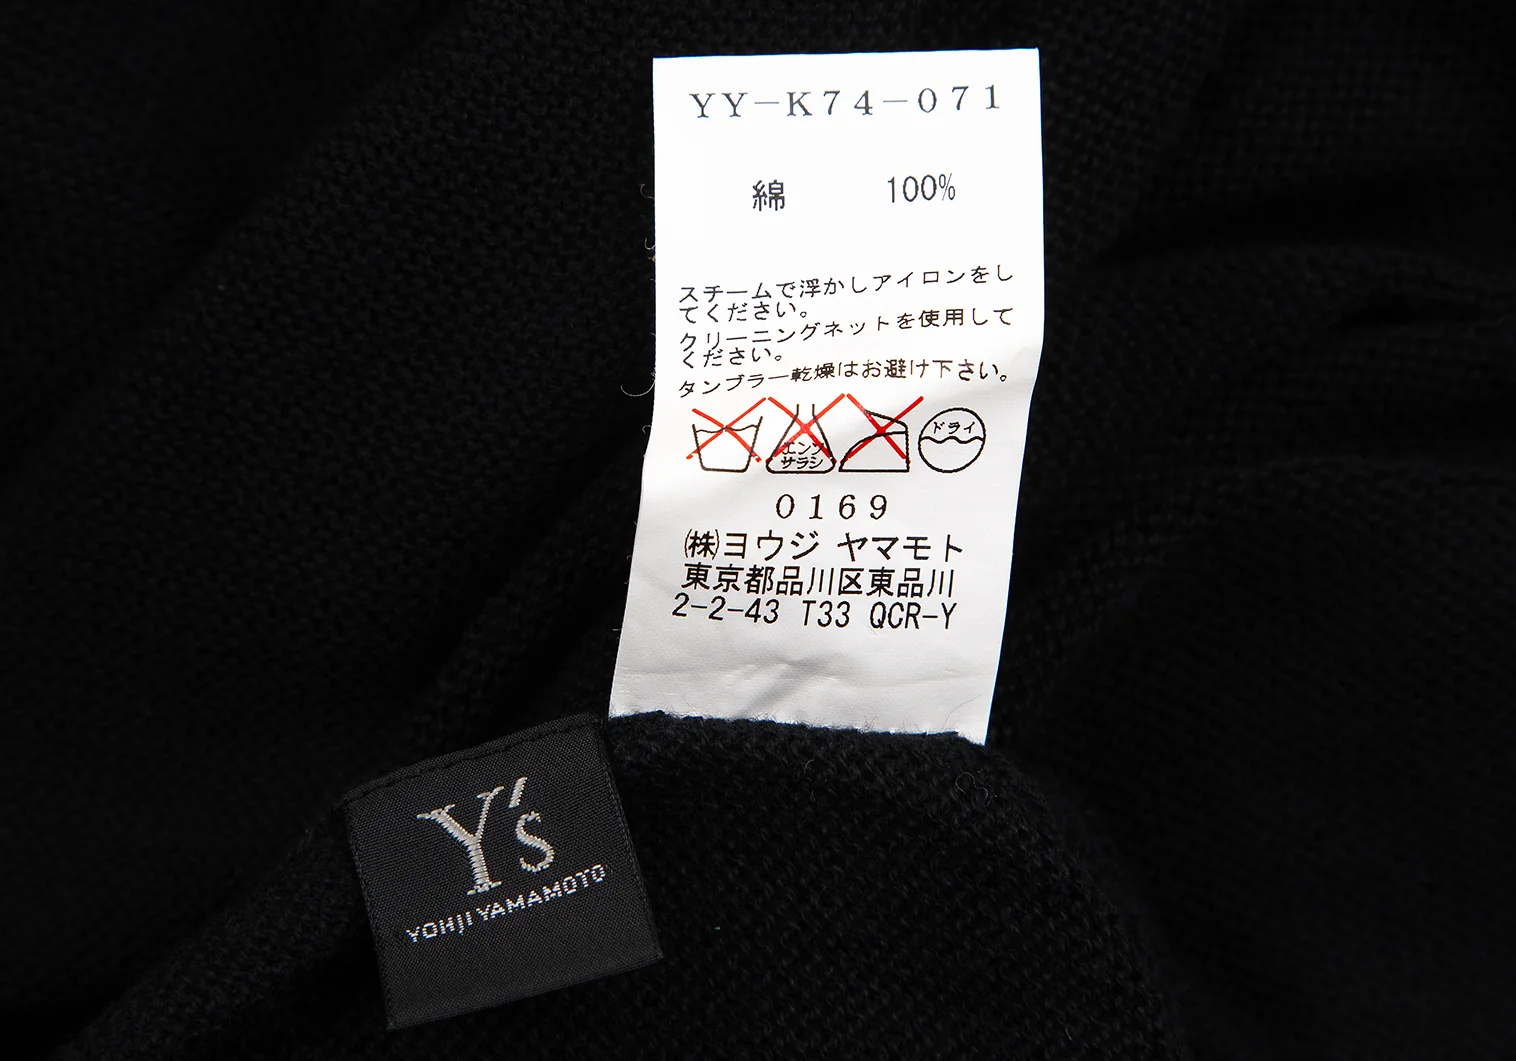 YY-K74-071
綿 100%
スチームで浮かしアイロンをし
てください。
クリーニングネットを使用して
ください。
タンブラー乾燥はお避け下さい。
エンソ
サラシ
ドライ
0169
㈱ヨウジ ヤマモト
東京都品川区東品川
2-2-43 T33 QCR-Y
Y's
YOHJI YAMAMOTO